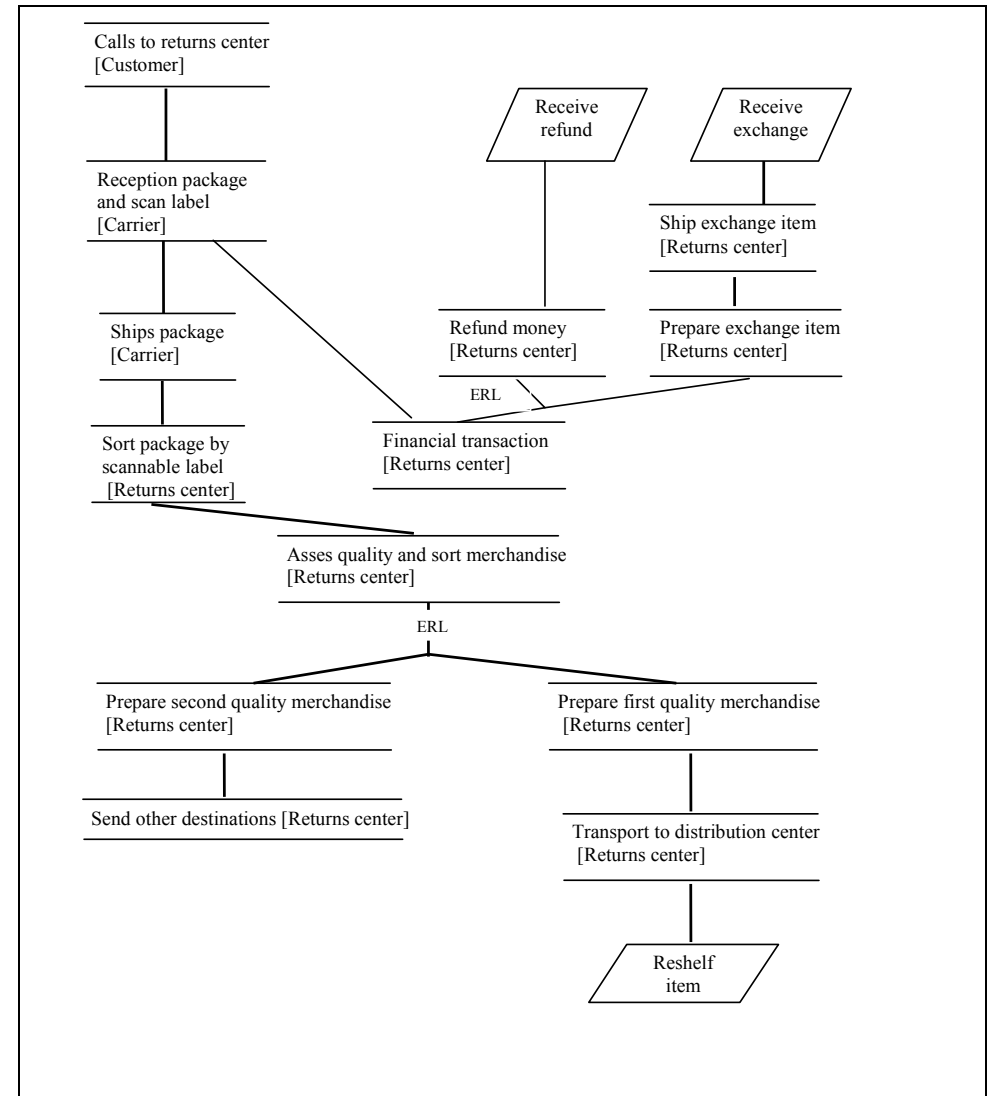 Calls to returns center
[Customer]
Receive
refund
Receive
exchange
Reception package
and scan label
[Carrier]
Ship exchange item
[Returns center]
Ships package
[Carrier]
Refund money
[Returns center]
Prepare exchange item
[Returns center]
ERL
Sort package by
scannable label
[Returns center]
Financial transaction
[Returns center]
Asses quality and sort merchandise
[Returns center]
ERL
Prepare second quality merchandise
[Returns center]
Prepare first quality merchandise
[Returns center]
Send other destinations [Returns center]
Transport to distribution center
[Returns center]
Reshelf
item